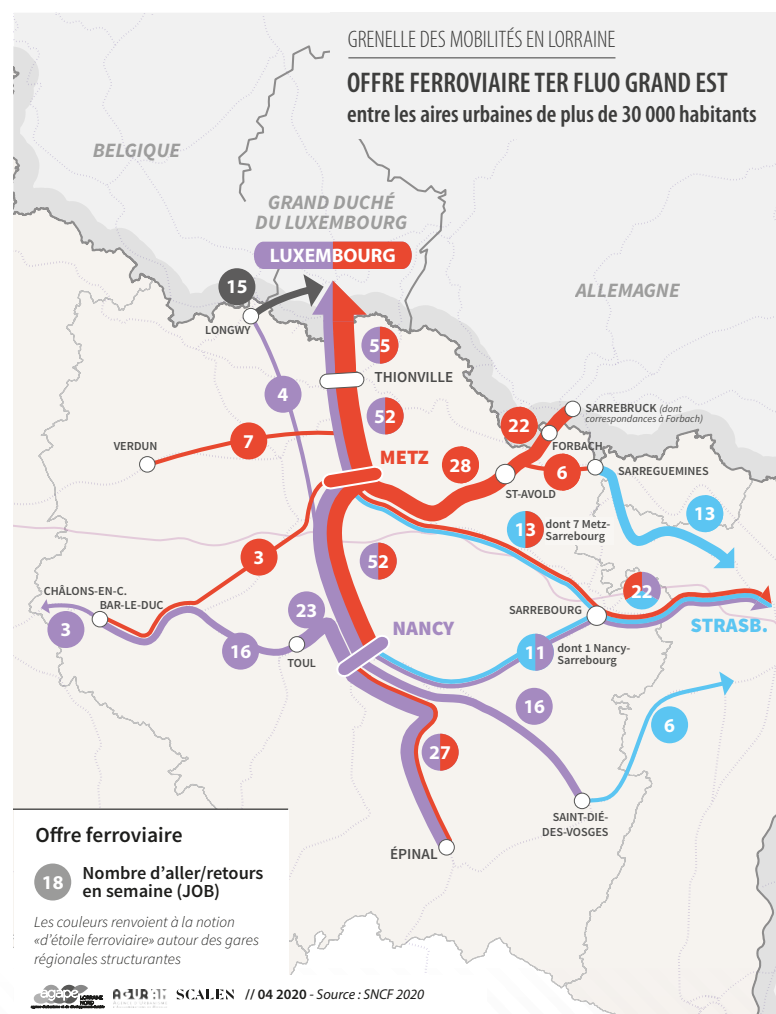 GRENELLE DES MOBILITÉS EN LORRAINE
OFFRE FERROVIAIRE TER FLUO GRAND EST
entre les aires urbaines de plus de 30 000 habitants
BELGIQUE
GRAND DUCHÉ
DU LUXEMBOURG
LUXEMBOURG
ALLEMAGNE
15
LONGWY
55
THIONVILLE
4
52
SARREBRUCK (dont
correspondances à Forbach)
22
FORBACH
VERDUN
7
METZ
28
6
SARREGUEMINES
ST-AVOLD
13
13
dont 7 Metz-
Sarrebourg
3
52
CHÂLONS-EN-C.
BAR-LE-DUC
22
23
SARREBOURG
STRASB.
3
NANCY
16
TOUL
11
dont 1 Nancy-
Sarrebourg
16
6
27
SAINT-DIÉ-
DES-VOSGES
ÉPINAL
Offre ferroviaire
18
Nombre d'aller/retours
en semaine (JOB)
Les couleurs renvoient à la notion
«d'étoile ferroviaire» autour des gares
régionales structurantes
agape LORRAINE NORD
SCALEN // 04 2020 - Source : SNCF 2020